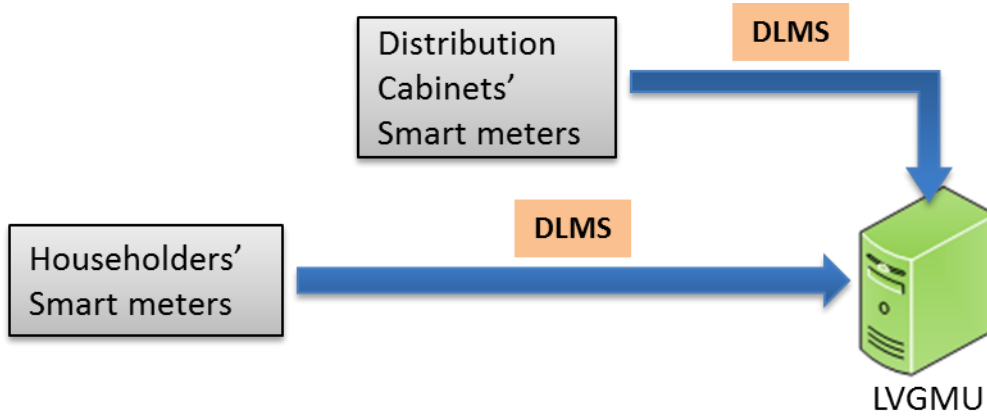 DLMS
Distribution
Cabinets’
Smart meters
DLMS
Householders’
Smart meters
LVGMU